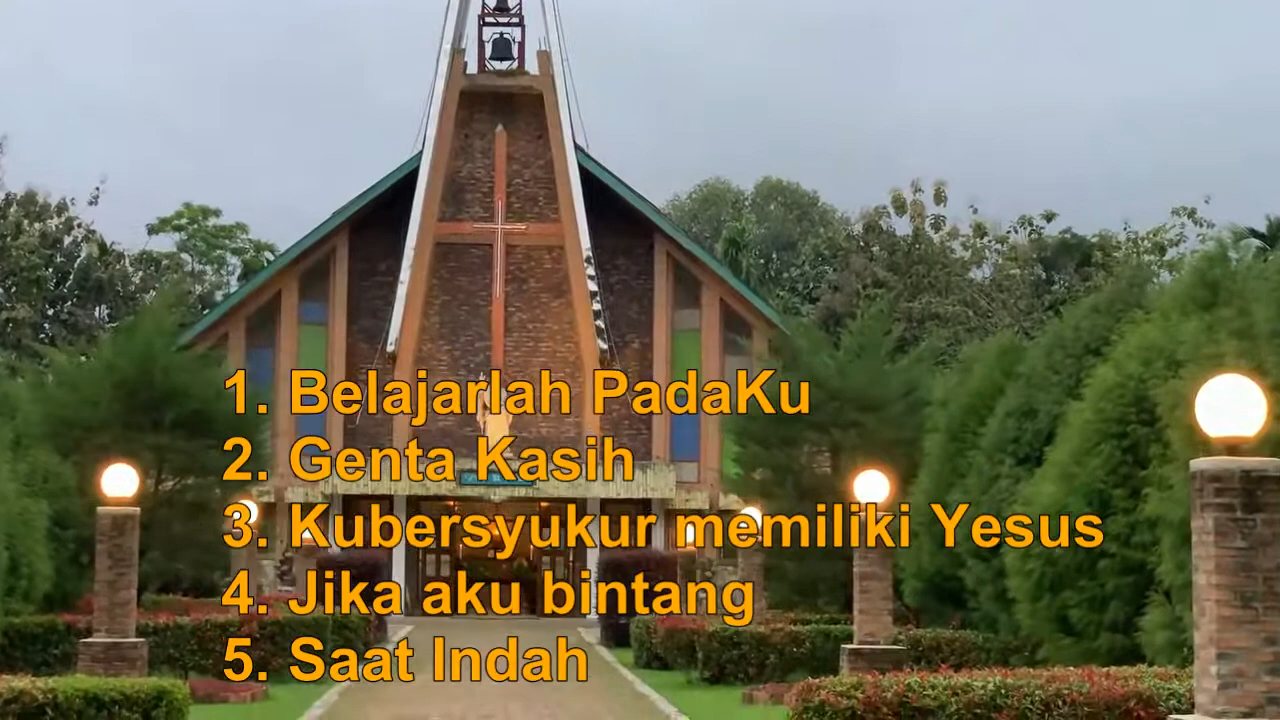 1. Belajarlah PadaKu
2. Genta Kasih
3. Kubersyukur memiliki Yesus
4. Jika aku bintang
5. Saat Indah